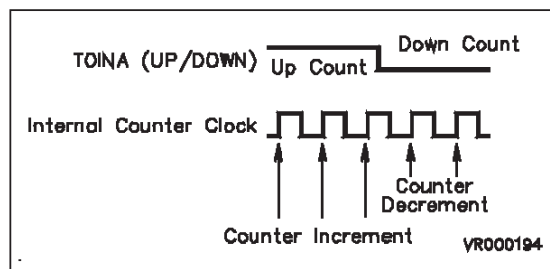 Down Count
TOINA (UP/DOWN)
Up Count
Internal Counter Clock
Counter
Decrement
Counter Increment
VR000194